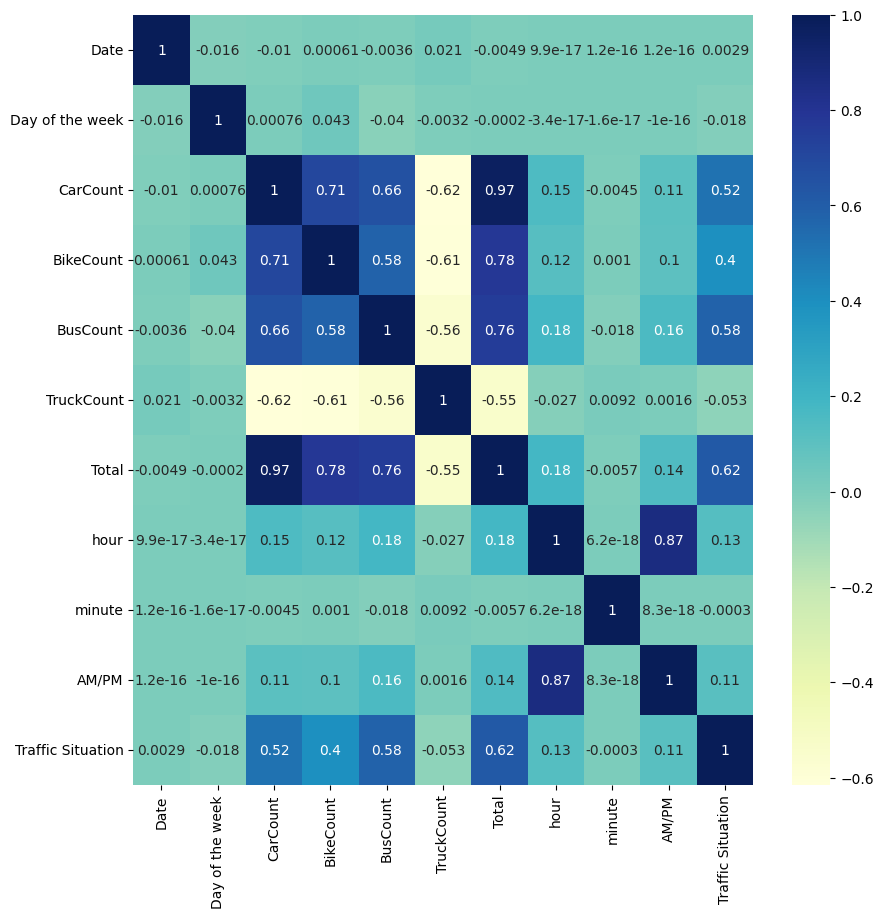 Date 1 -0.016 -0.01 0.00061 -0.0036 0.021 -0.0049 9.9e-17 1.2e-16 1.2e-16 0.0029
Day of the week -0.016 1 0.00076 0.043 -0.04 -0.0032 -0.0002 -3.4e-17 -1.6e-17 -1e-16 -0.018
CarCount -0.01 0.00076 1 0.71 0.66 -0.62 0.97 0.15 -0.0045 0.11 0.52
BikeCount 0.00061 0.043 0.71 1 0.58 -0.61 0.78 0.12 0.001 0.1 0.4
BusCount -0.0036 -0.04 0.66 0.58 1 -0.56 0.76 0.18 -0.018 0.16 0.58
TruckCount 0.021 -0.0032 -0.62 -0.61 -0.56 1 -0.55 -0.027 0.0092 0.0016 -0.053
Total -0.0049 -0.0002 0.97 0.78 0.76 -0.55 1 0.18 -0.0057 0.14 0.62
hour 9.9e-17 -3.4e-17 0.15 0.12 0.18 -0.027 0.18 1 6.2e-18 0.87 0.13
minute 1.2e-16 -1.6e-17 -0.0045 0.001 -0.018 0.0092 -0.0057 6.2e-18 1 8.3e-18 -0.0003
AM/PM 1.2e-16 -1e-16 0.11 0.1 0.16 0.0016 0.14 0.87 8.3e-18 1 0.11
Traffic Situation 0.0029 -0.018 0.52 0.4 0.58 -0.053 0.62 0.13 -0.0003 0.11 1
Date
Day of the week
CarCount
BikeCount
BusCount
TruckCount
Total
hour
minute
AM/PM
Traffic Situation
1.0
0.8
0.6
0.4
0.2
0.0
−0.2
−0.4
−0.6